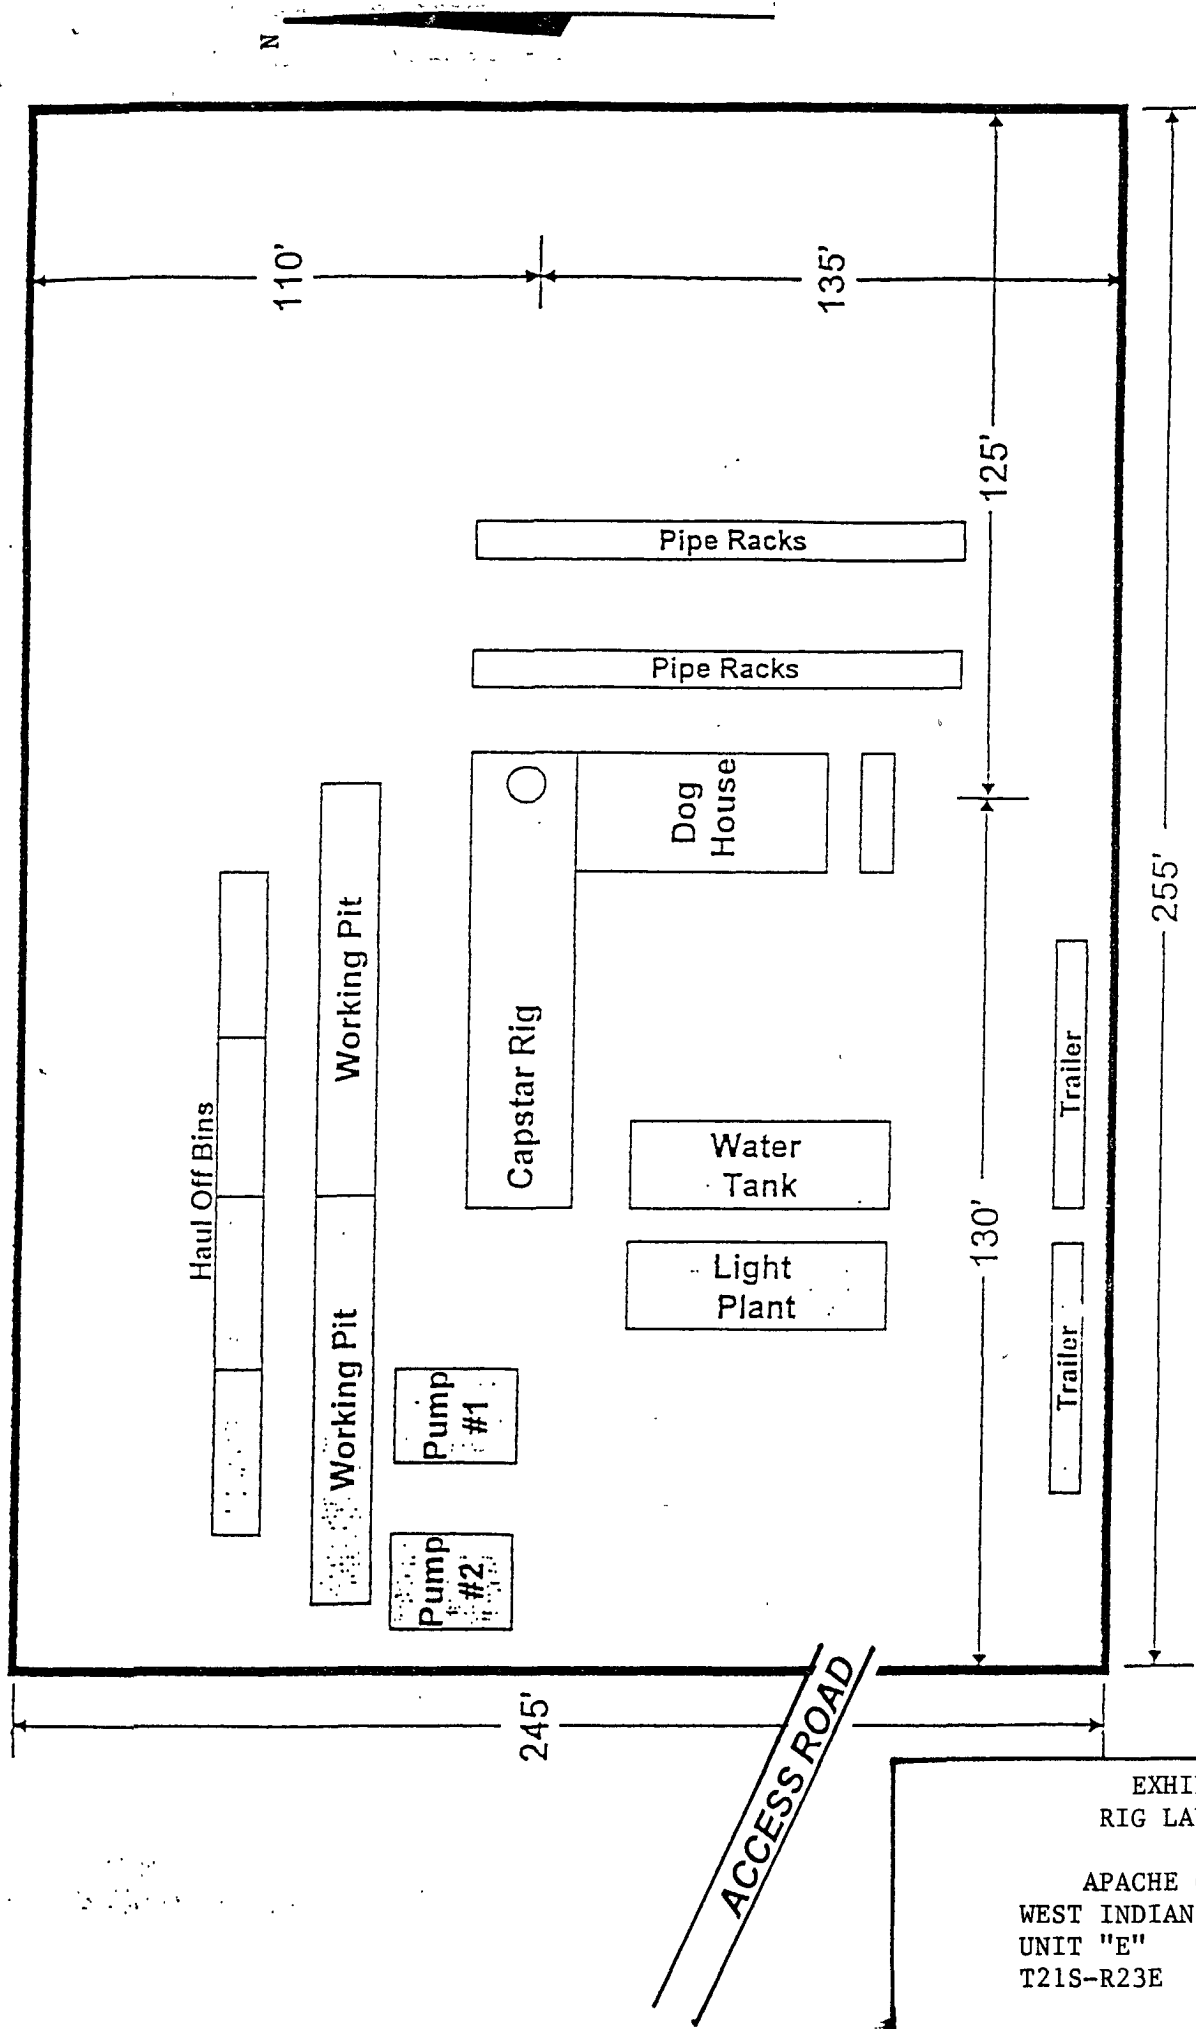 N
110'
135'
125'
Pipe Racks
Pipe Racks
Dog
House
255'
Working Pit
Haul Off Bins
Capstar Rig
Water
Tank
Trailer
130'
Light
Plant
Working Pit
Pump
#1
Trailer
Pump
#2
245'
ACCESS ROAD
RIG
APACHE
WEST INDIAN
UNIT "E"
T21S-R23E